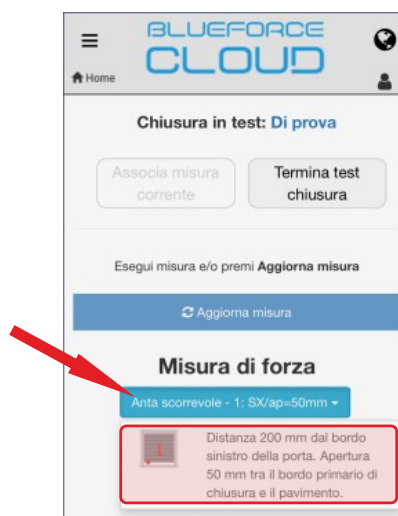 BLUEFORCE
CLOUD
Home
Chiusura in test: Di prova
Associa misura
corrente
Termina test
chiusura
Esegui misura e/o premi Aggiorna misura
Aggiorna misura
Misura di forza
Anta scorrevole - 1: SX/ap=50mm
1
Distanza 200 mm dal bordo
sinistro della porta. Apertura
50 mm tra il bordo primario di
chiusura e il pavimento.